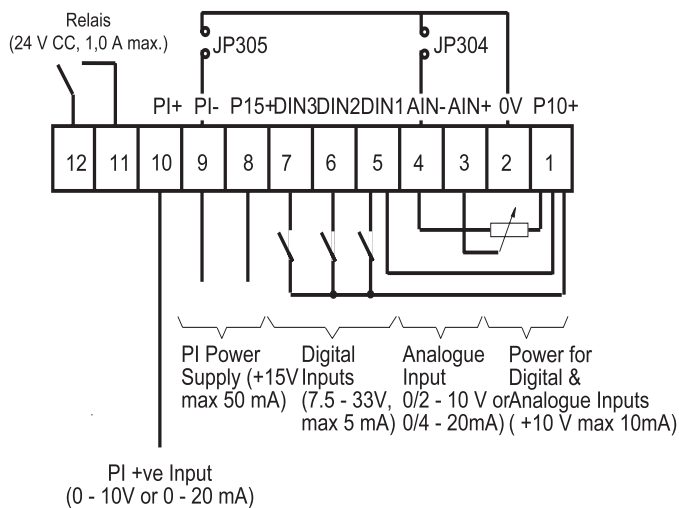 Relais
(24 V CC, 1,0 A max.)
JP305
JP304
PI+ PI- P15+ DIN3 DIN2 DIN1 AIN- AIN+ 0V P10+
12 11 10 9 8 7 6 5 4 3 2 1
PI Power
Supply (+15V
max 50 mA)
Digital
Inputs
(7.5 - 33V,
max 5 mA)
Analogue
Input
0/2 - 10 V or
0/4 - 20mA)
Power for
Digital &
Analogue Inputs
( +10 V max 10mA)
PI +ve Input
(0 - 10V or 0 - 20 mA)